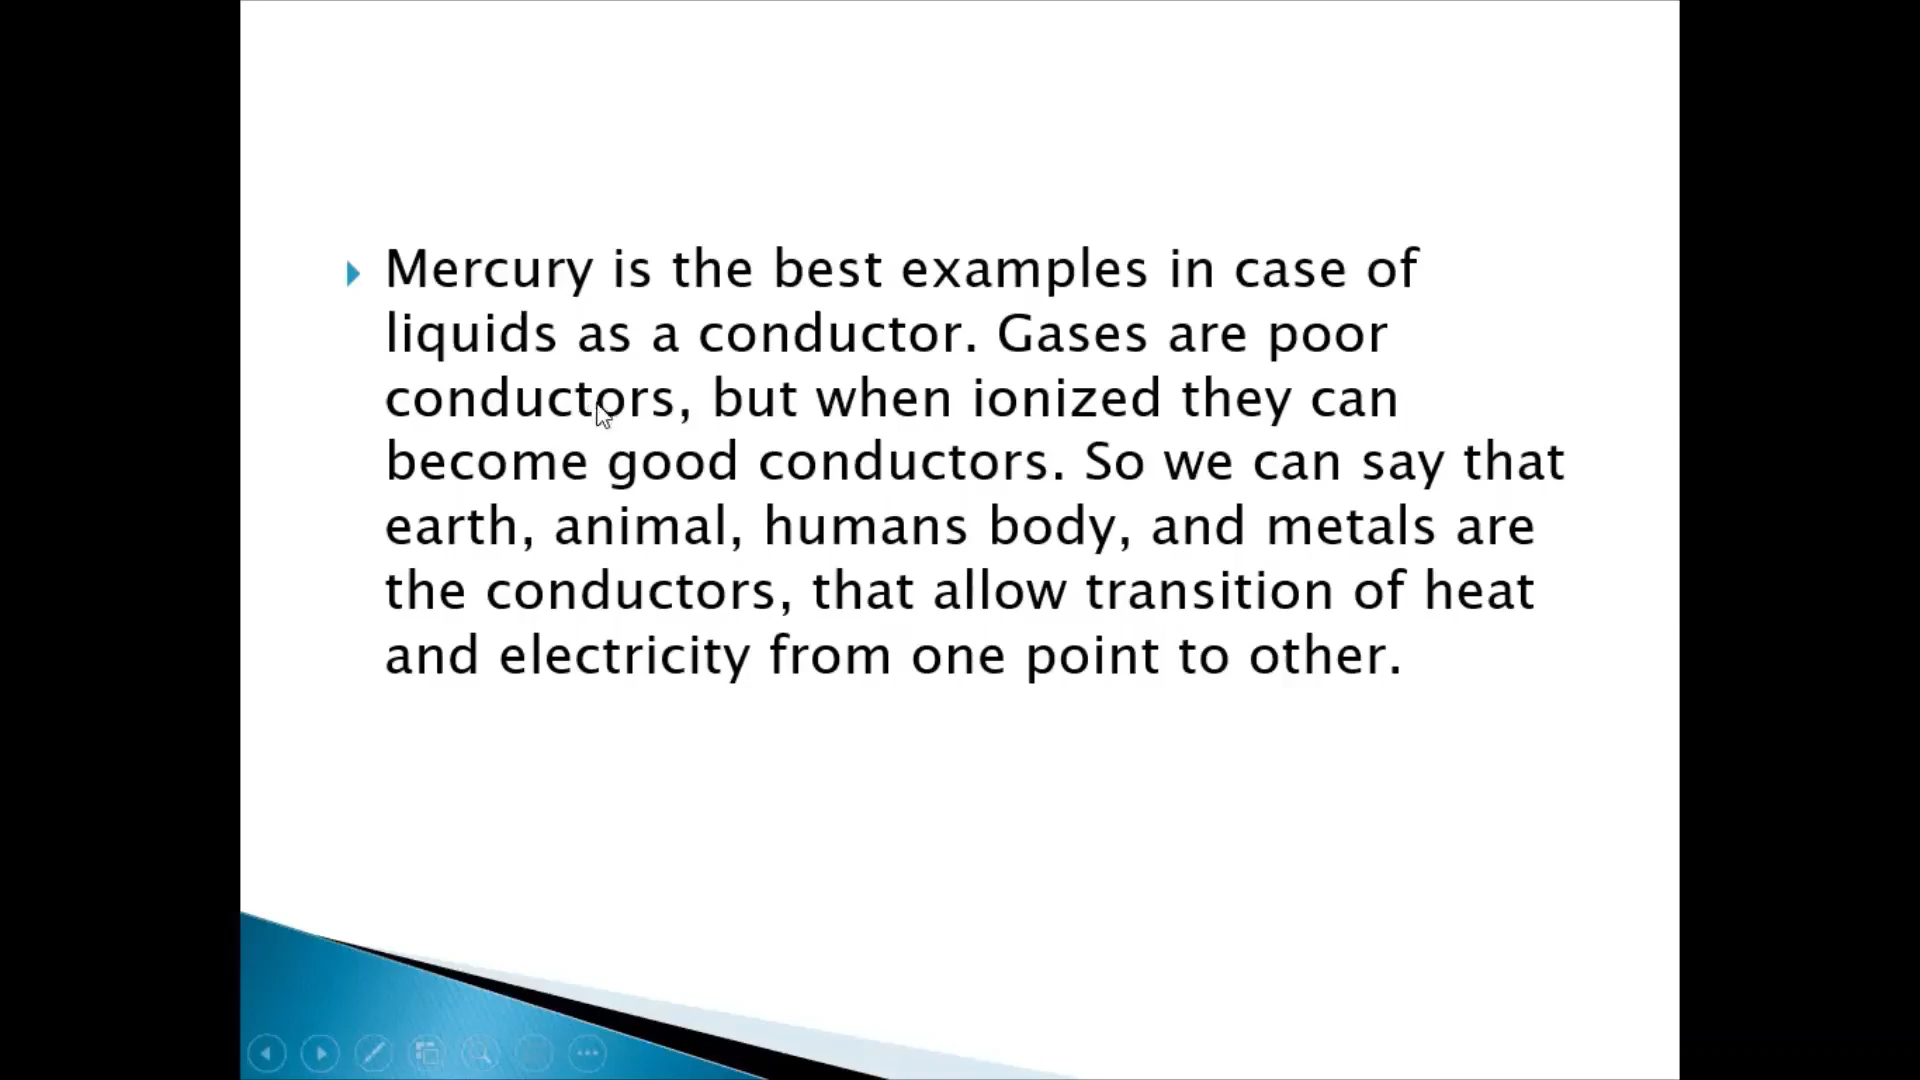 Mercury is the best examples in case of
liquids as a conductor. Gases are poor
conductors, but when ionized they can
become good conductors. So we can say that
earth, animal, humans body, and metals are
the conductors, that allow transition of heat
and electricity from one point to other.